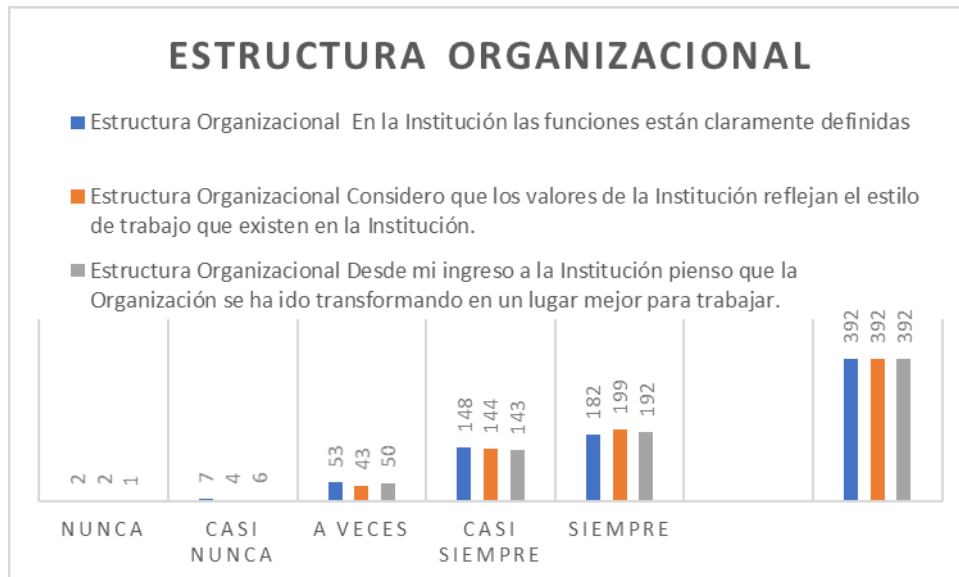 ESTRUCTURA ORGANIZACIONAL
Estructura Organizacional  En la Institución las funciones están claramente definidas
Estructura Organizacional Considero que los valores de la Institución reflejan el estilo
de trabajo que existen en la Institución.
Estructura Organizacional Desde mi ingreso a la Institución pienso que la
Organización se ha ido transformando en un lugar mejor para trabajar.
2 2 1 7 4 6 53 43 50 148 144 143 182 199 192 392 392 392
NUNCA CASI A VECES CASI SIEMPRE
NUNCA SIEMPRE